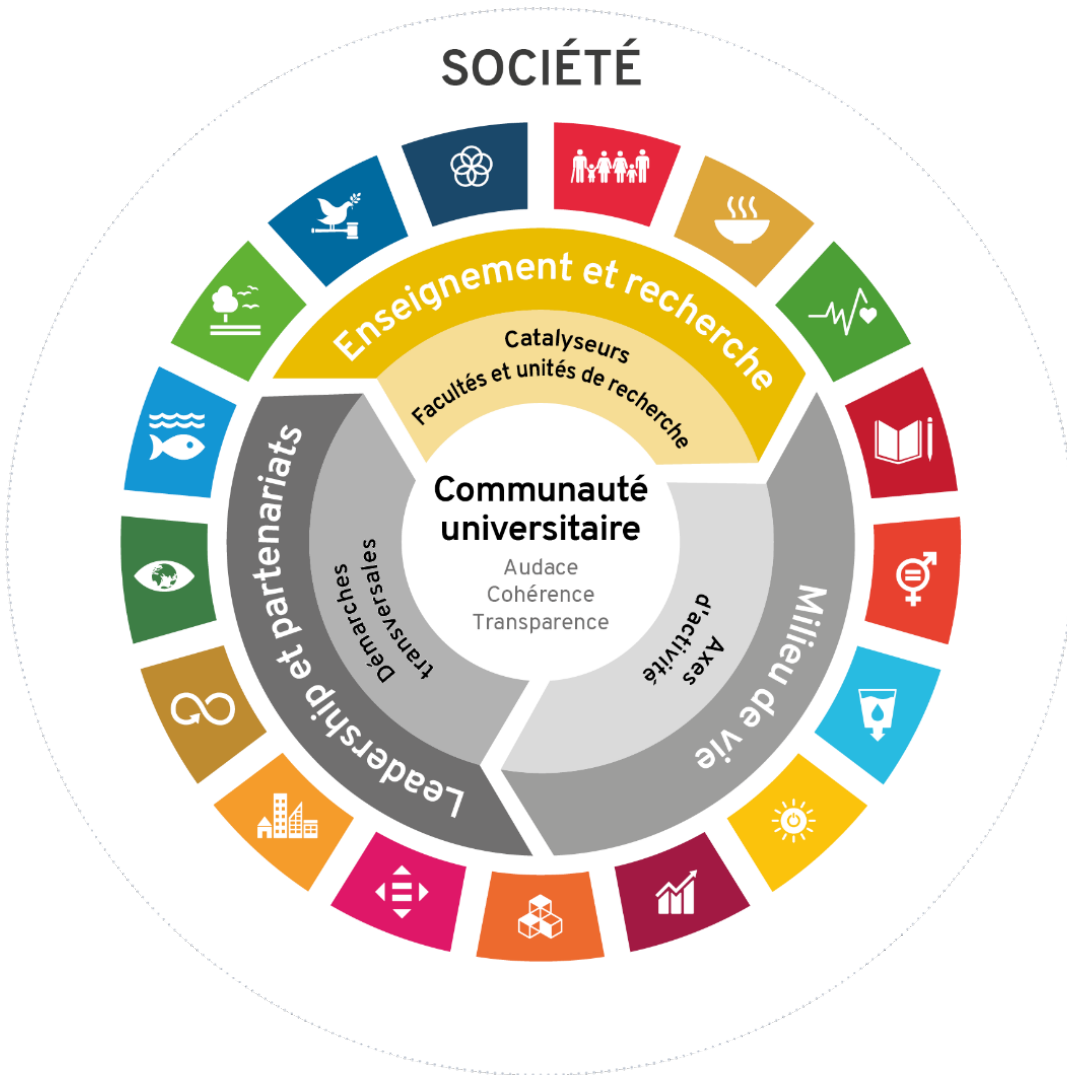 SOCIÉTÉ
Enseignement et recherche
Catalyseurs
Facultés et unités de recherche
Communauté
universitaire
Audace
Cohérence
Transparence
Milieu de vie
Axes
d'activité
Leadership et partenariats
Démarches
transversales